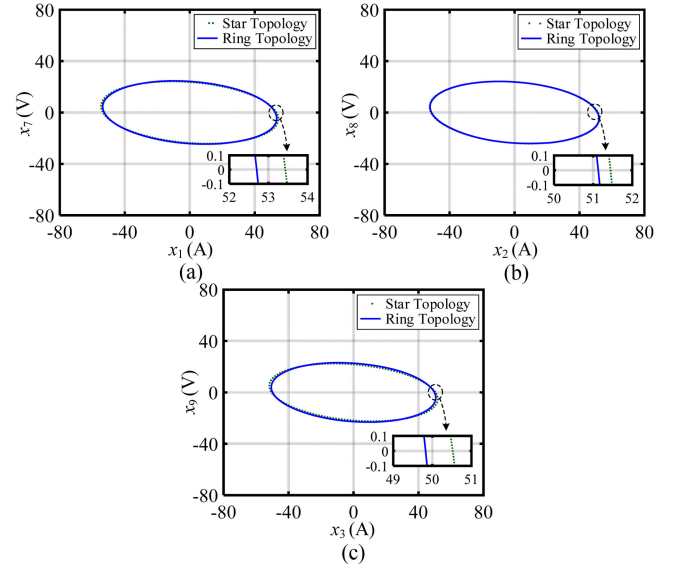 80
Star Topology
Ring Topology
40
x7 (V)
0
0.1
0
-40
-0.1
52 53 54
-80
-80 -40 0 40 80
x1 (A)
(a)
80
Star Topology
Ring Topology
40
x8 (V)
0
0.1
0
-40
-0.1
50 51 52
-80
-80 -40 0 40 80
x2 (A)
(b)
80
Star Topology
Ring Topology
40
x9 (V)
0
0.1
0
-40
-0.1
49 50 51
-80
-80 -40 0 40 80
x3 (A)
(c)